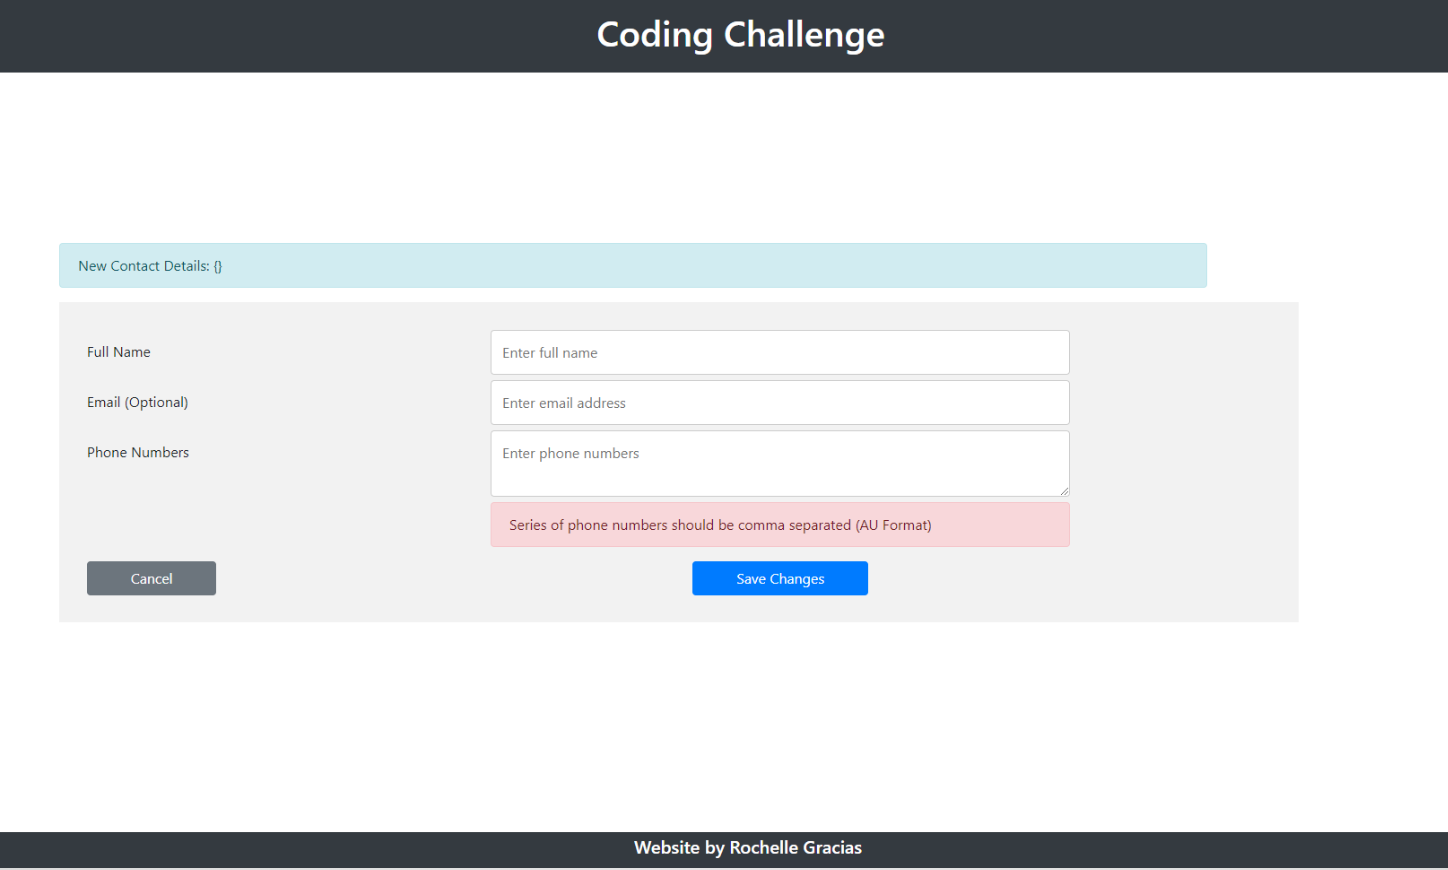 Coding Challenge
New Contact Details: {}
Full Name
Enter full name
Email (Optional)
Enter email address
Phone Numbers
Enter phone numbers
Series of phone numbers should be comma separated (AU Format)
Cancel
Save Changes
Website by Rochelle Gracias